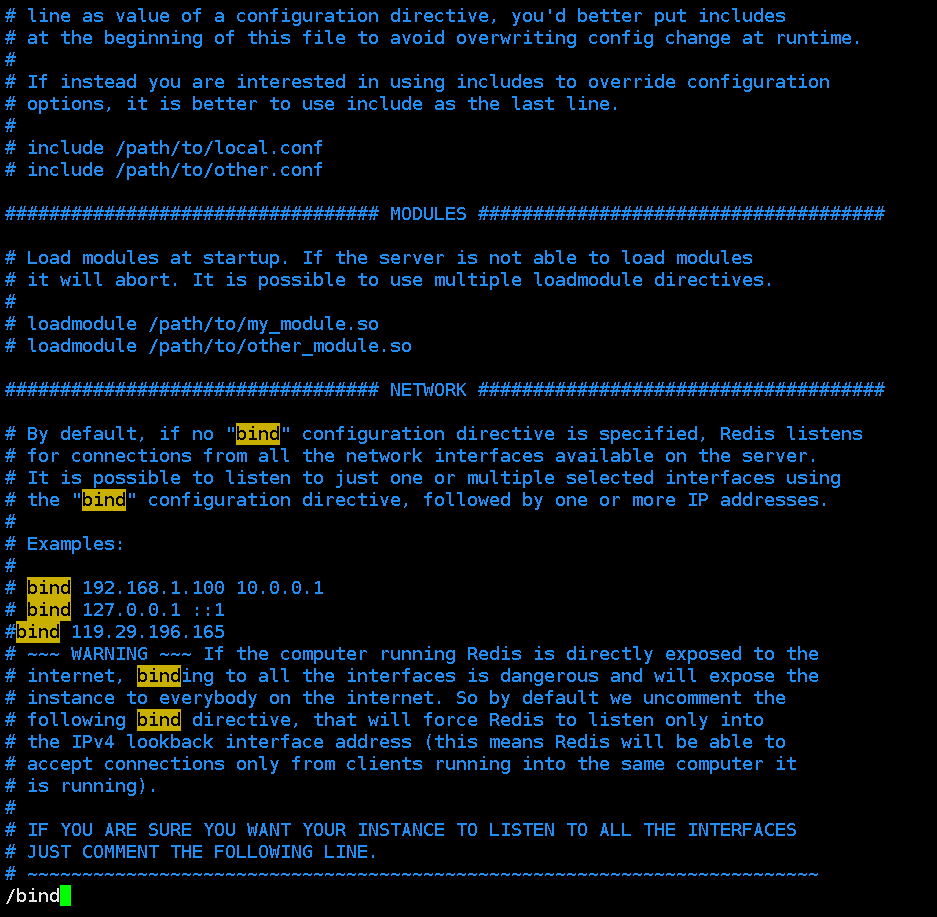 # line as value of a configuration directive, you'd better put includes
# at the beginning of this file to avoid overwriting config change at runtime.
#
# If instead you are interested in using includes to override configuration
# options, it is better to use include as the last line.
#
# include /path/to/local.conf
# include /path/to/other.conf
################################## MODULES #####################################
# Load modules at startup. If the server is not able to load modules
# it will abort. It is possible to use multiple loadmodule directives.
#
# loadmodule /path/to/my_module.so
# loadmodule /path/to/other_module.so
################################## NETWORK #####################################
# By default, if no "bind" configuration directive is specified, Redis listens
# for connections from all the network interfaces available on the server.
# It is possible to listen to just one or multiple selected interfaces using
# the "bind" configuration directive, followed by one or more IP addresses.
#
# Examples:
#
# bind 192.168.1.100 10.0.0.1
# bind 127.0.0.1 ::1
#bind 119.29.196.165
# ~~~ WARNING ~~~ If the computer running Redis is directly exposed to the
# internet, binding to all the interfaces is dangerous and will expose the
# instance to everybody on the internet. So by default we uncomment the
# following bind directive, that will force Redis to listen only into
# the IPv4 lookback interface address (this means Redis will be able to
# accept connections only from clients running into the same computer it
# is running).
#
# IF YOU ARE SURE YOU WANT YOUR INSTANCE TO LISTEN TO ALL THE INTERFACES
# JUST COMMENT THE FOLLOWING LINE.
# ~~~~~~~~~~~~~~~~~~~~~~~~~~~~~~~~~~~~~~~~~~~~~~~~~~~~~~~~~~~~~~~~~~~~~~~~
/bind